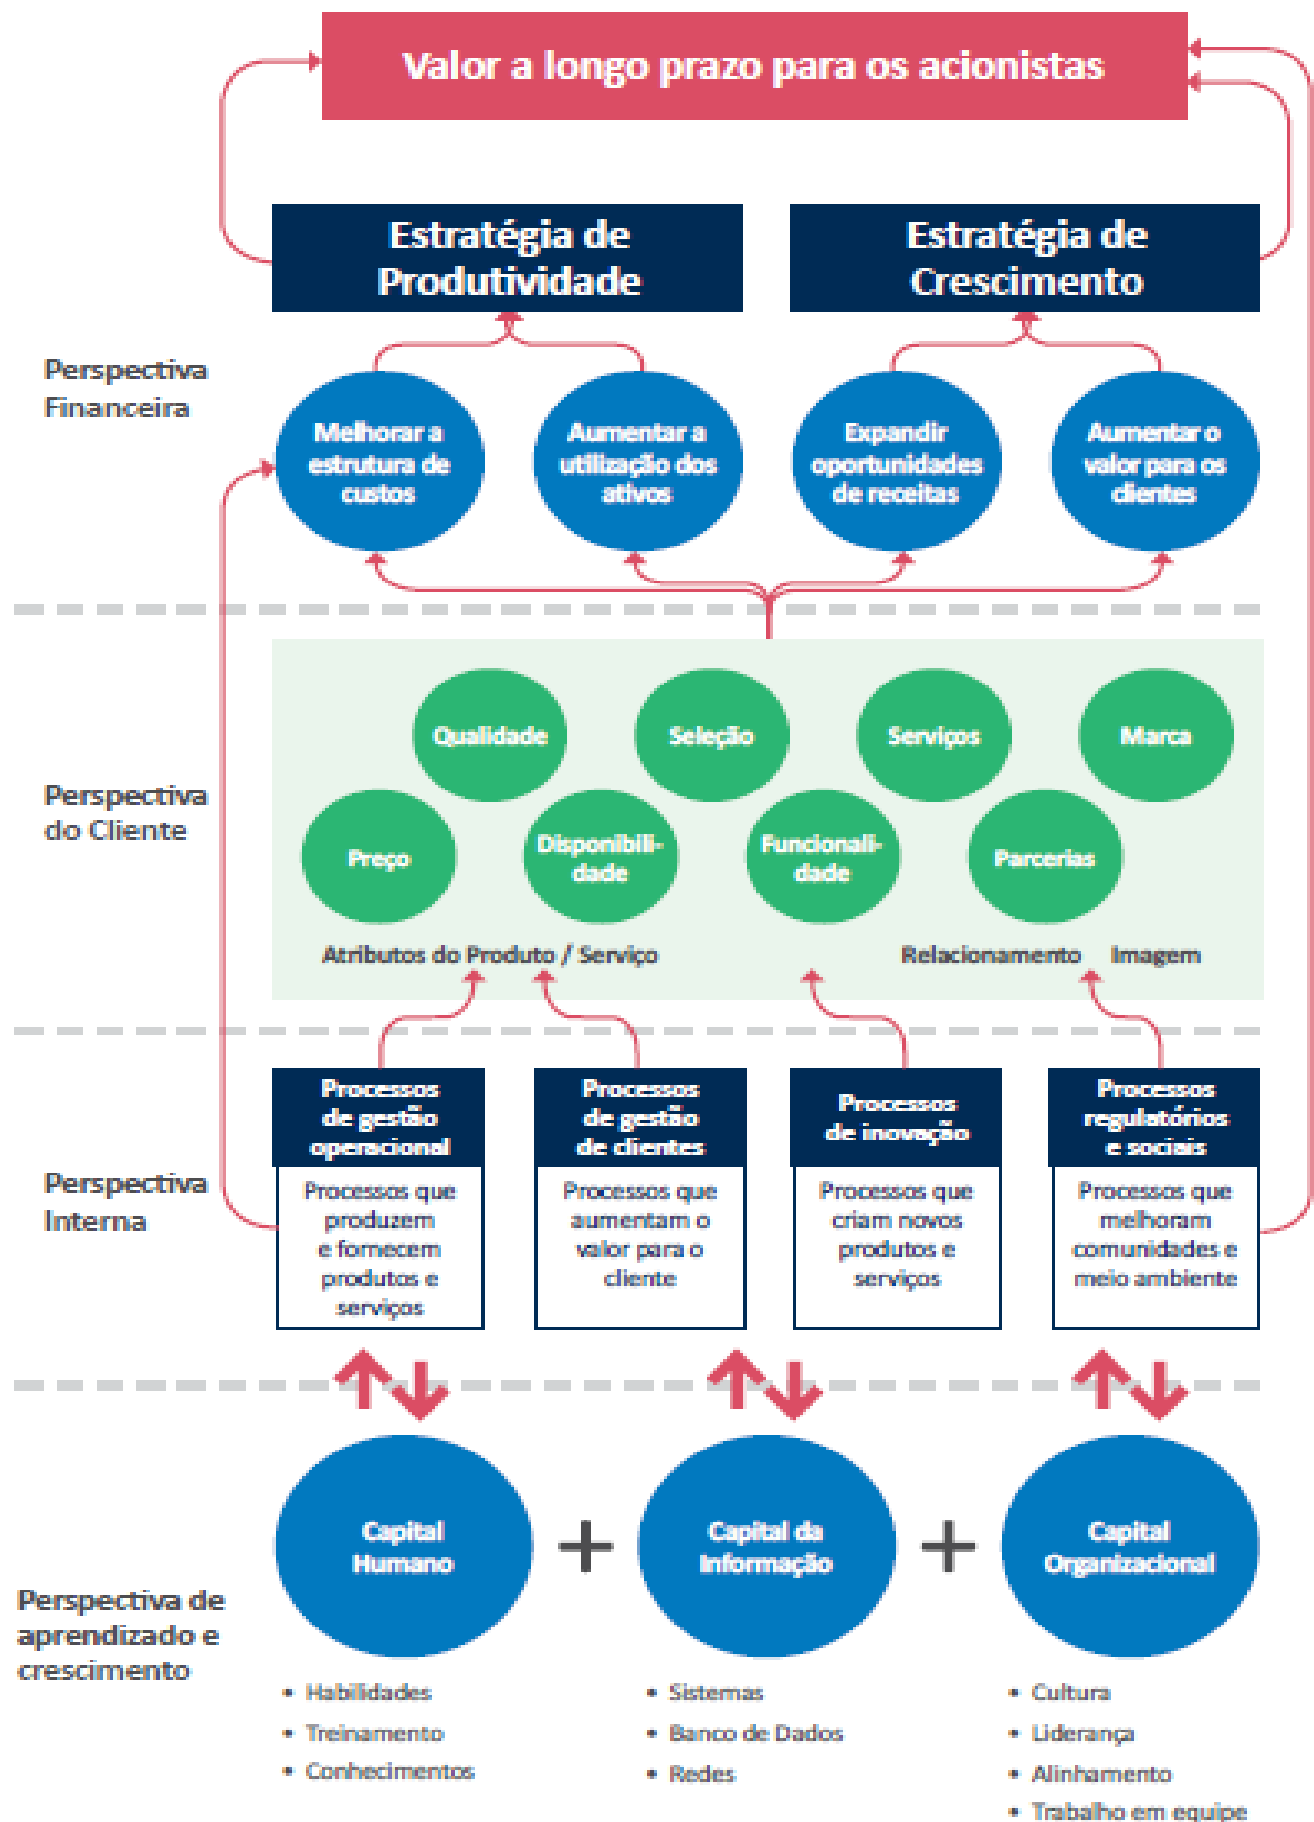 Valor a longo prazo para os acionistas
Estratégia de
Produtividade
Estratégia de
Crescimento
Perspectiva
Financeira
Melhorar a
estrutura de
custos
Aumentar a
utilização dos
ativos
Expandir
oportunidades
de receitas
Aumentar o
valor para os
clientes
Perspectiva
do Cliente
Qualidade
Seleção
Serviços
Marca
Preço
Disponibili-
dade
Funcionali-
dade
Parcerias
Atributos do Produto / Serviço
Relacionamento
Imagem
Perspectiva
Interna
Processos
de gestão
operacional
Processos que
produzem
e fornecem
produtos e
serviços
Processos
de gestão
de clientes
Processos que
aumentam o
valor para o
cliente
Processos
de inovação
Processos que
criam novos
produtos e
serviços
Processos
regulatórios
e sociais
Processos que
melhoram
comunidades e
meio ambiente
Perspectiva de
aprendizado e
crescimento
Capital
Humano
+
Capital da
Informação
+
Capital
Organizacional
• Habilidades
• Treinamento
• Conhecimentos
• Sistemas
• Banco de Dados
• Redes
• Cultura
• Liderança
• Alinhamento
• Trabalho em equipe